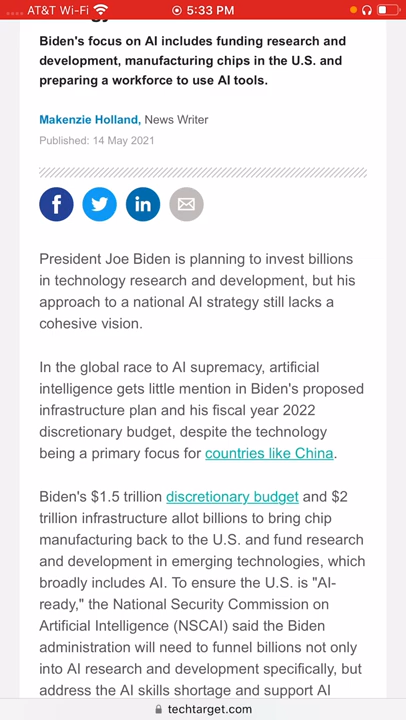 AT&T Wi-Fi 5:33 PM
Biden's focus on AI includes funding research and
development, manufacturing chips in the U.S. and
preparing a workforce to use AI tools.
Makenzie Holland, News Writer
Published: 14 May 2021
President Joe Biden is planning to invest billions
in technology research and development, but his
approach to a national AI strategy still lacks a
cohesive vision.
In the global race to AI supremacy, artificial
intelligence gets little mention in Biden's proposed
infrastructure plan and his fiscal year 2022
discretionary budget, despite the technology
being a primary focus for countries like China.
Biden's $1.5 trillion discretionary budget and $2
trillion infrastructure allot billions to bring chip
manufacturing back to the U.S. and fund research
and development in emerging technologies, which
broadly includes AI. To ensure the U.S. is "AI-
ready," the National Security Commission on
Artificial Intelligence (NSCAI) said the Biden
administration will need to funnel billions not only
into AI research and development specifically, but
address the AI skills shortage and support AI
techtarget.com